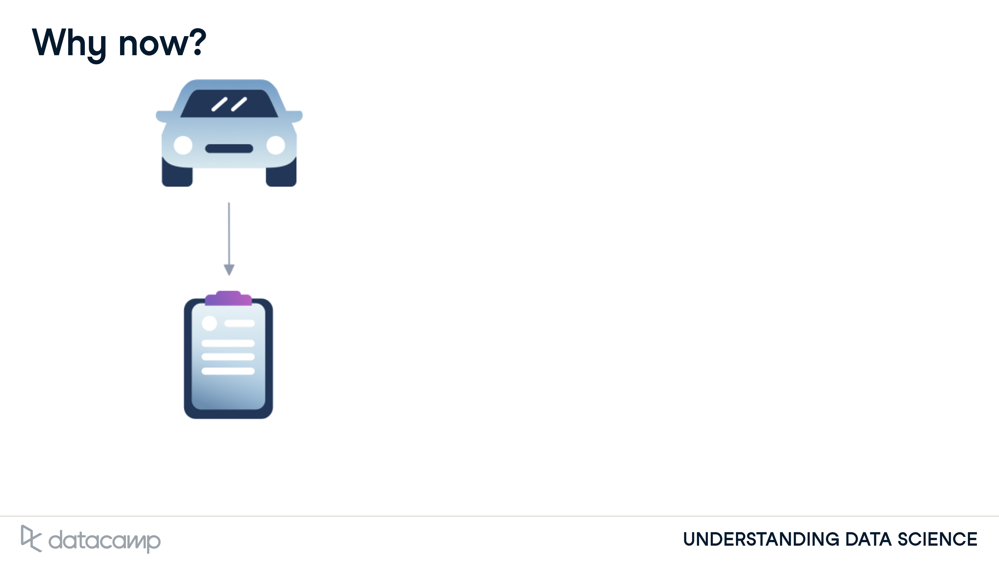 Why now?
datacamp
UNDERSTANDING DATA SCIENCE